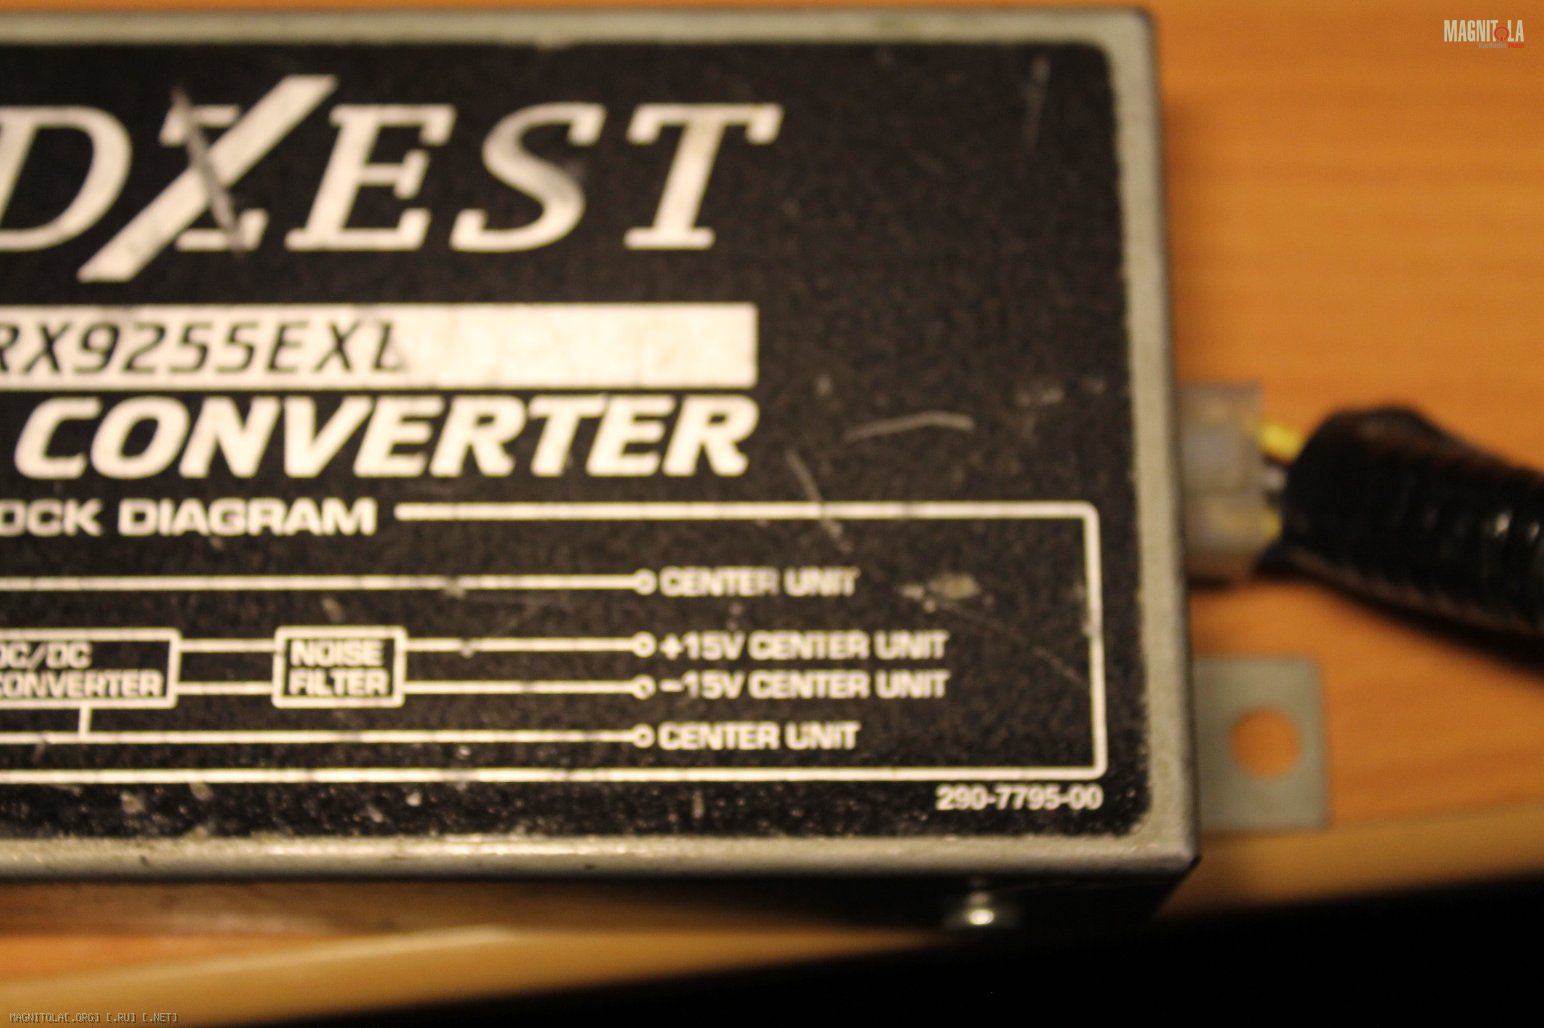 MAGNITOLA
DZEST
RX9255EXL
CONVERTER
OCK DIAGRAM
CENTER UNIT
DC/DC
CONVERTER
NOISE
FILTER
+15V CENTER UNIT
-15V CENTER UNIT
CENTER UNIT
290-7795-00
MAGNITOLA[.ORG] [.RU] [.NET]